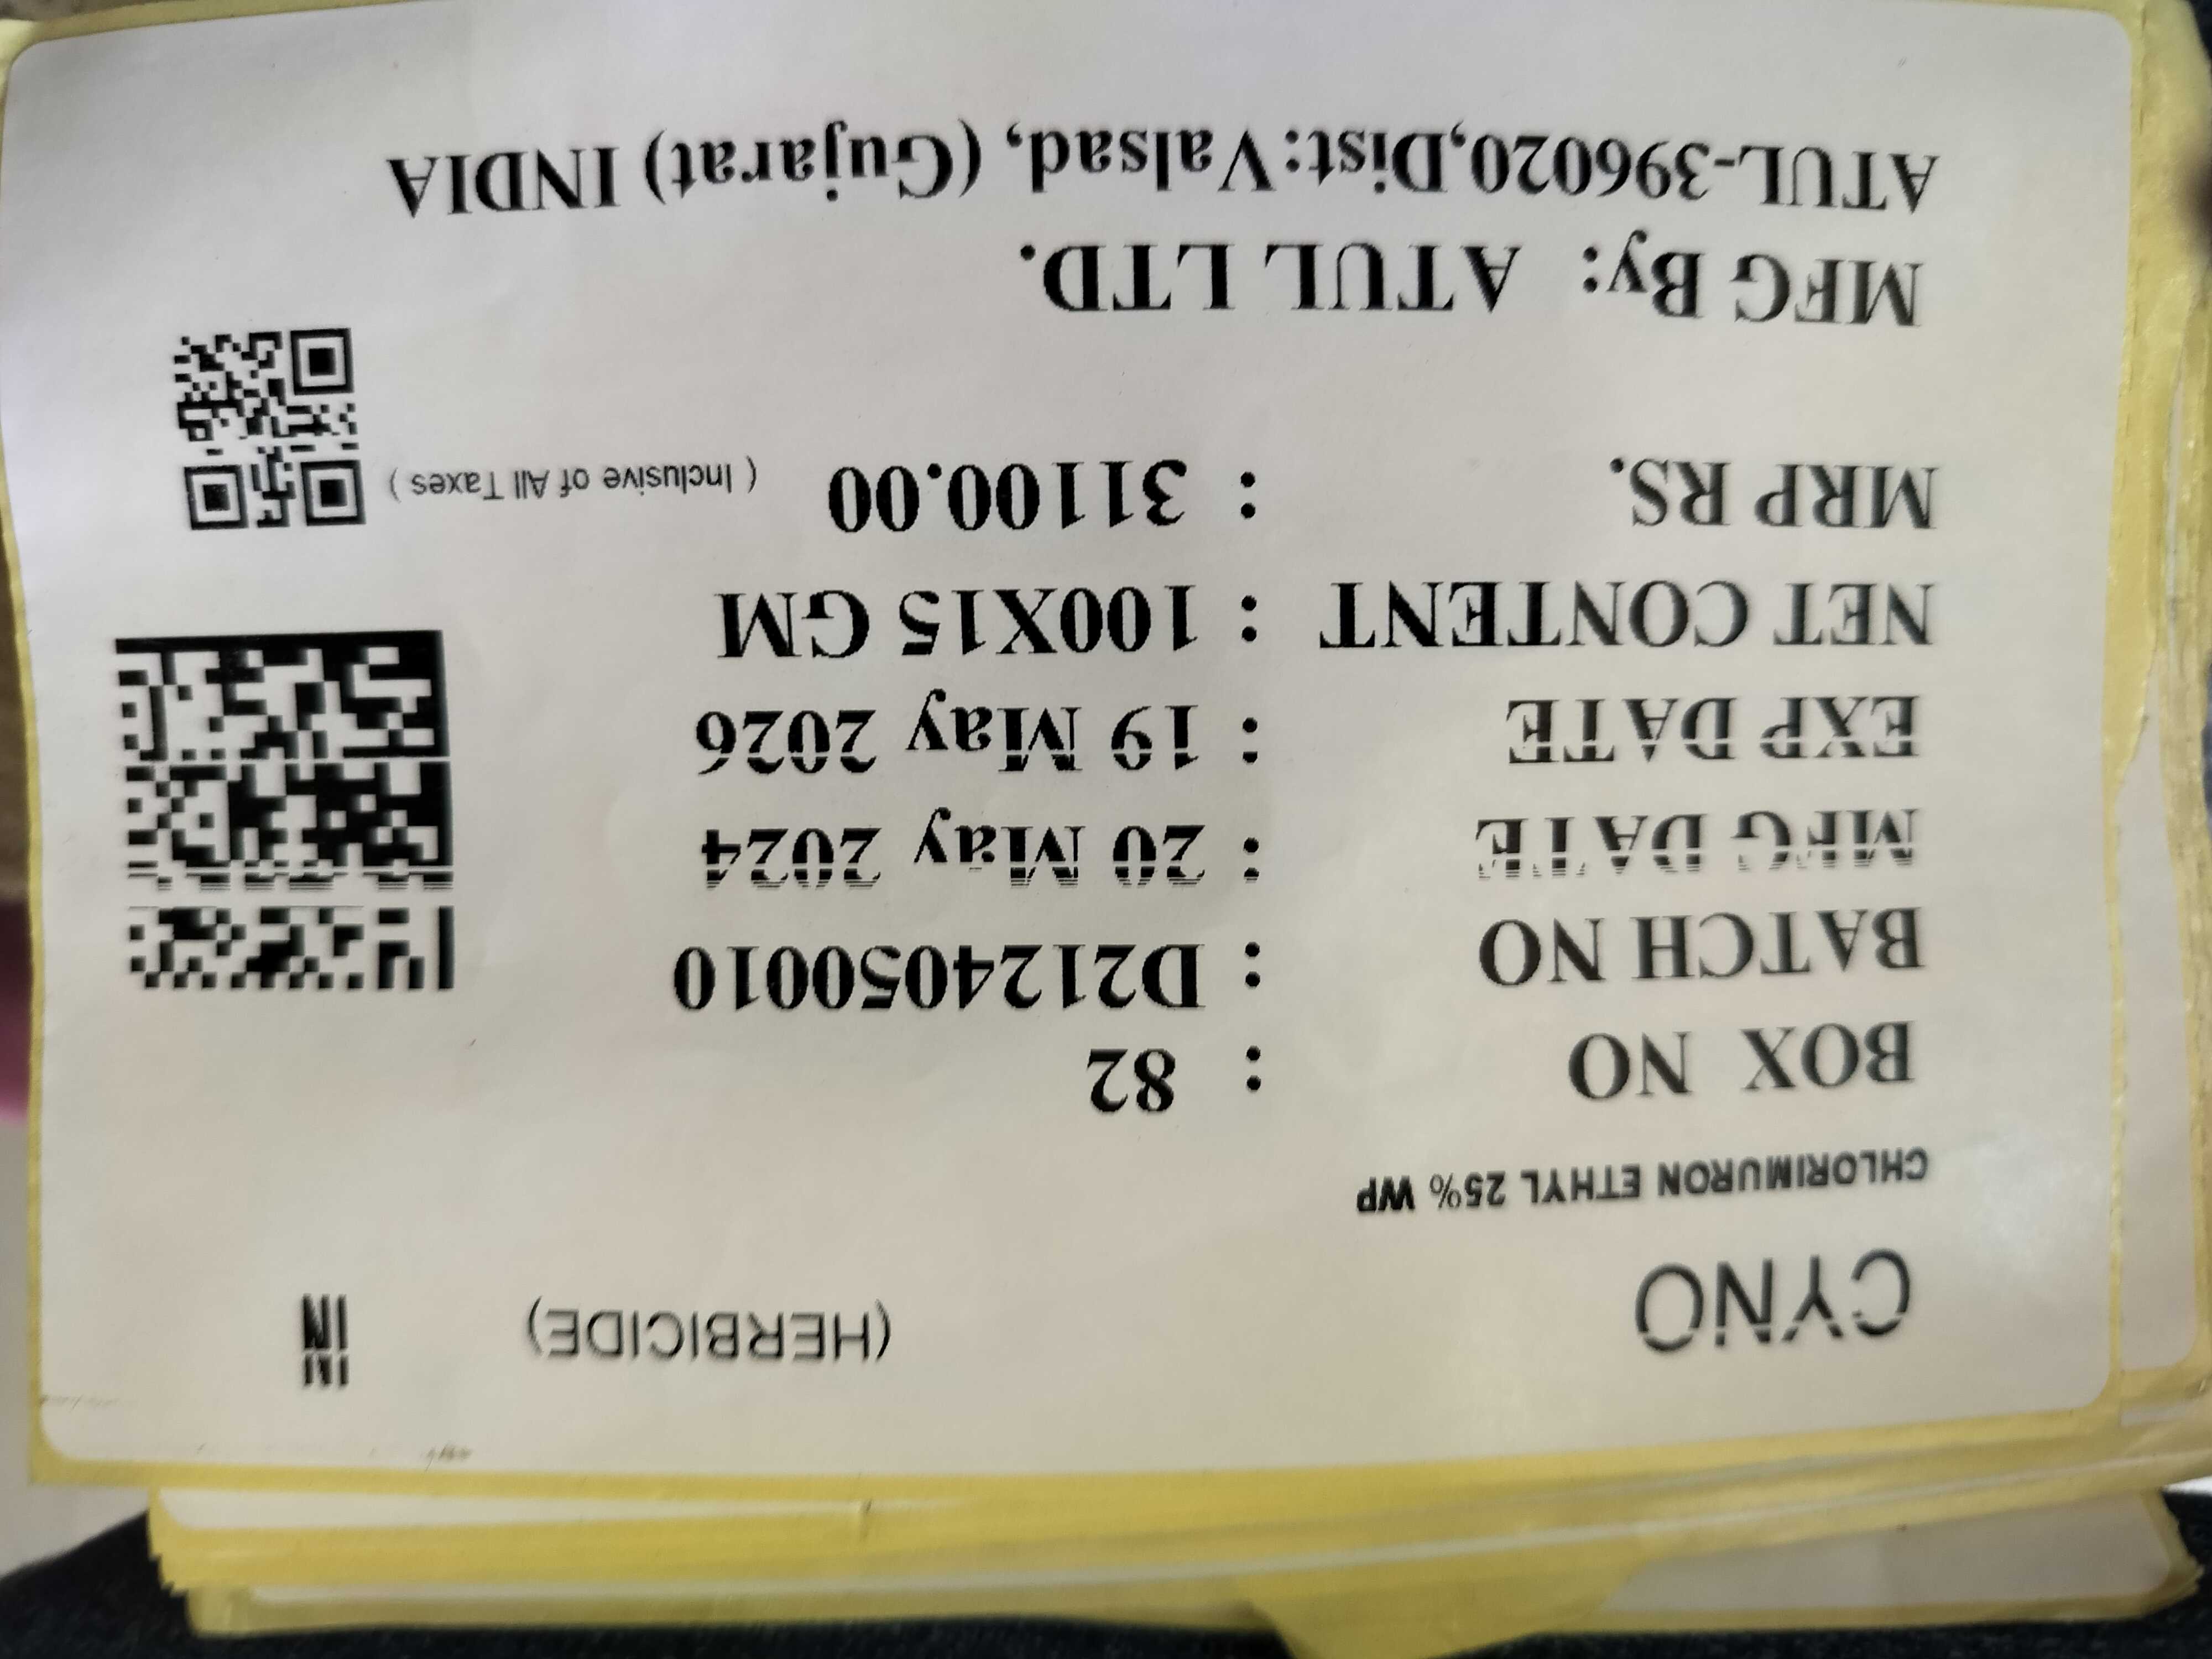 CYNO (HERBICIDE)
CHLORIMURON ETHYL 25% WP
BOX NO : 82
BATCH NO : D2124050010
MFG DATE : 20 May 2024
EXP DATE : 19 May 2026
NET CONTENT : 100X15 GM
MRP RS. : 31100.00 ( Inclusive of All Taxes )
MFG By: ATUL LTD.
ATUL-396020,Dist:Valsad, (Gujarat) INDIA